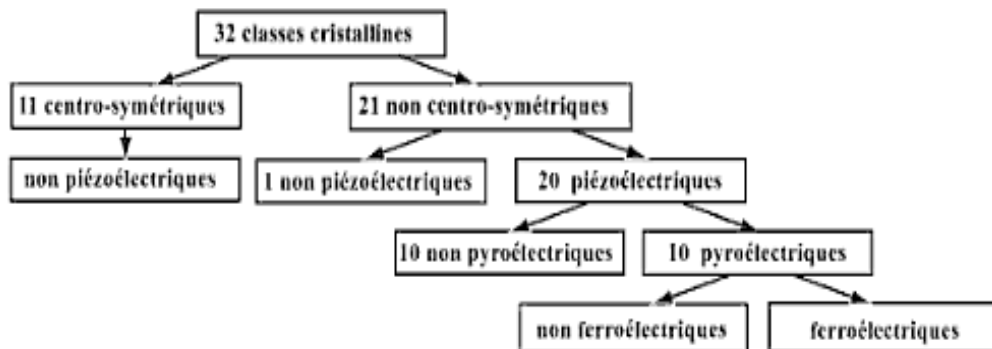 32 classes cristallines
11 centro-symétriques
21 non centro-symétriques
non piézoélectriques
1 non piézoélectriques
20 piézoélectriques
10 non pyroélectriques
10 pyroélectriques
non ferroélectriques
ferroélectriques